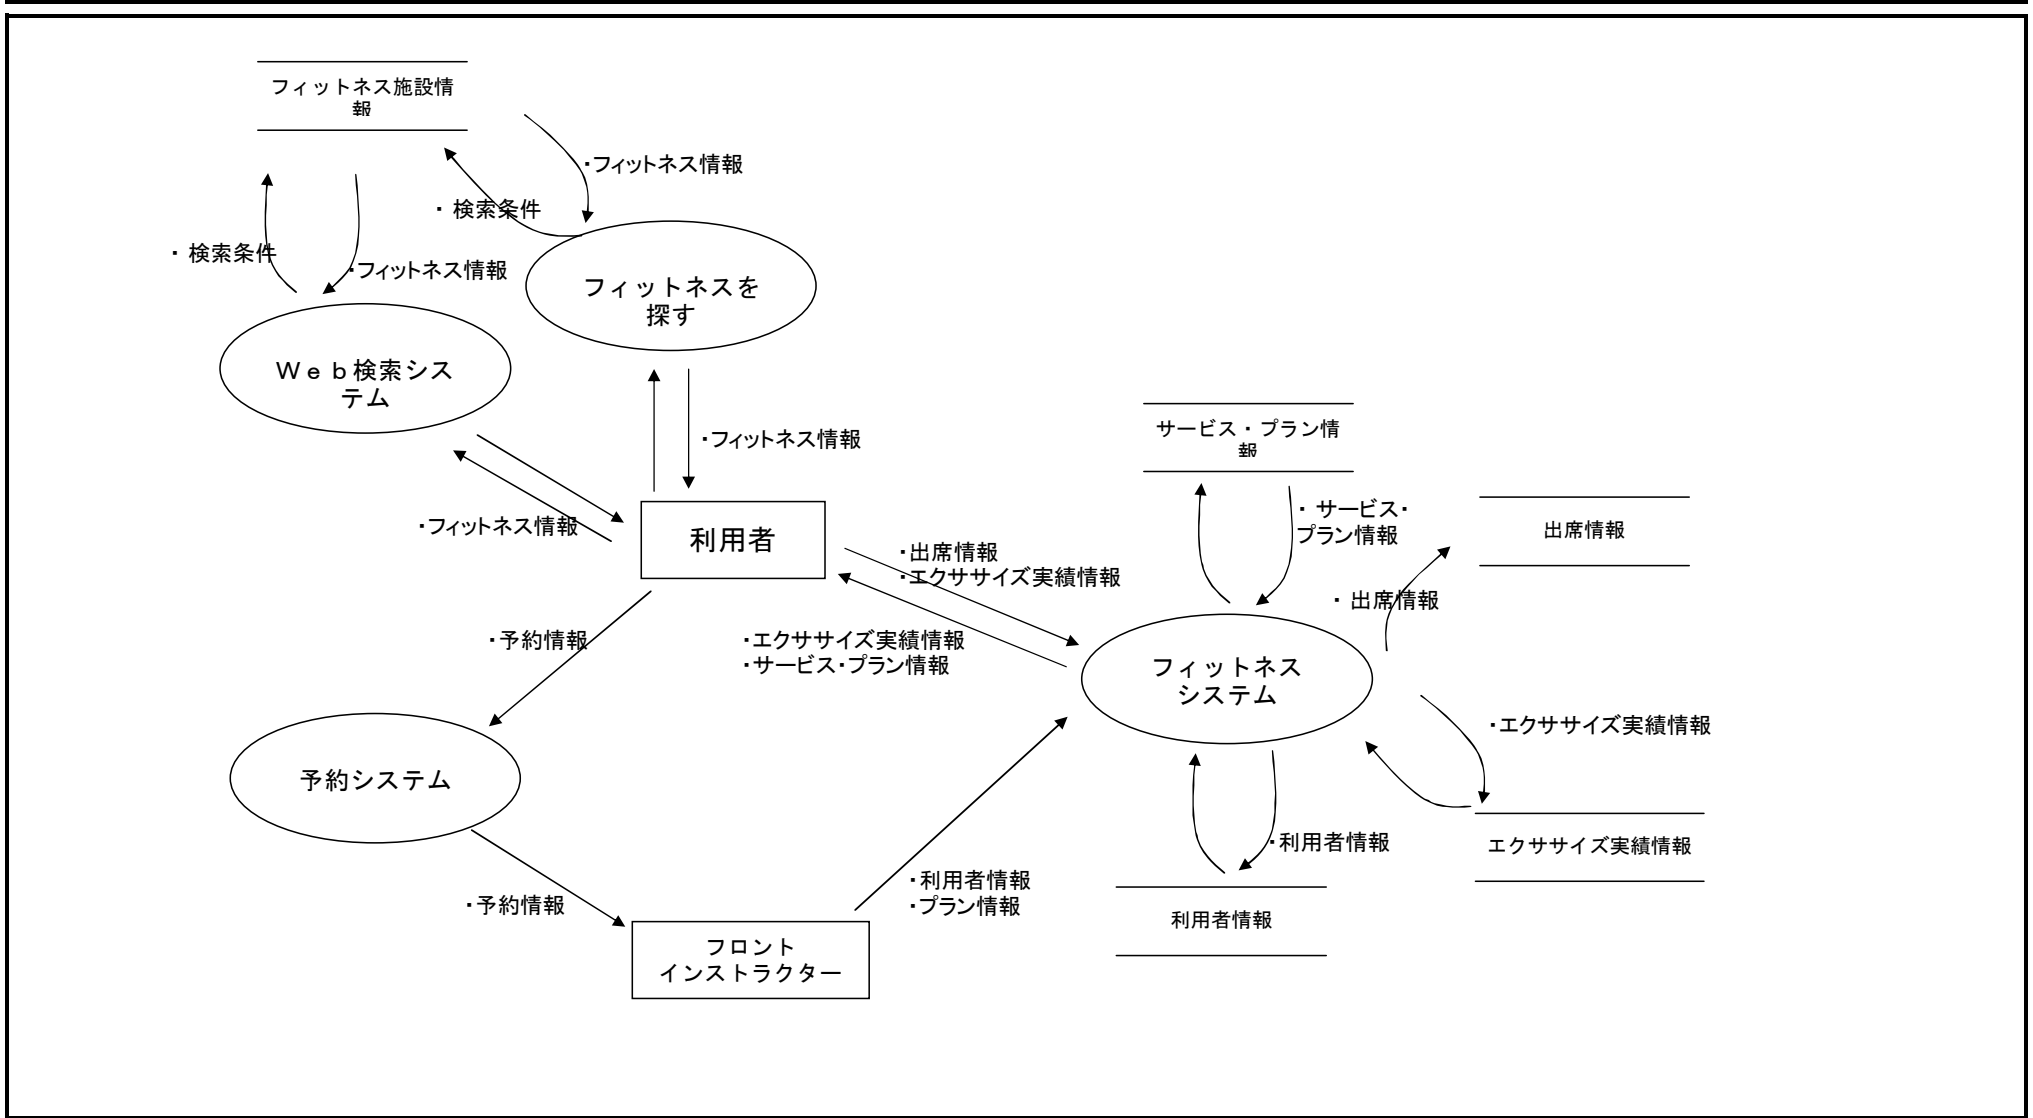 フィットネス施設情
報
・フィットネス情報
・ 検索条件
・ 検索条件
・フィットネス情報
フィットネスを
探す
Ｗｅｂ検索シス
テム
・フィットネス情報
サービス・プラン情
報
・ サービス・
プラン情報
出席情報
・フィットネス情報
利用者
・出席情報
・エクササイズ実績情報
・ 出席情報
・予約情報
・エクササイズ実績情報
・サービス・プラン情報
フィットネス
システム
・エクササイズ実績情報
予約システム
・利用者情報
エクササイズ実績情報
・予約情報
・利用者情報
・プラン情報
利用者情報
フロント
インストラクター